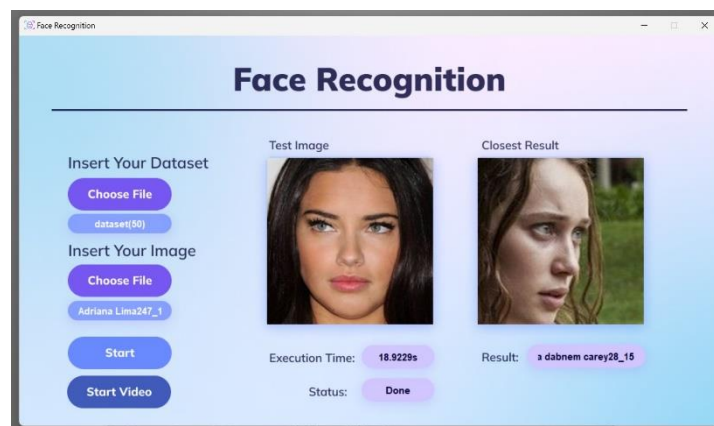 Face Recognition
Face Recognition
Test Image
Closest Result
Insert Your Dataset
Choose File
dataset(50)
Insert Your Image
Choose File
Adriana Lima247_1
Start
Execution Time:
18.9229s
Result:
a dabnem carey28_15
Start Video
Status:
Done